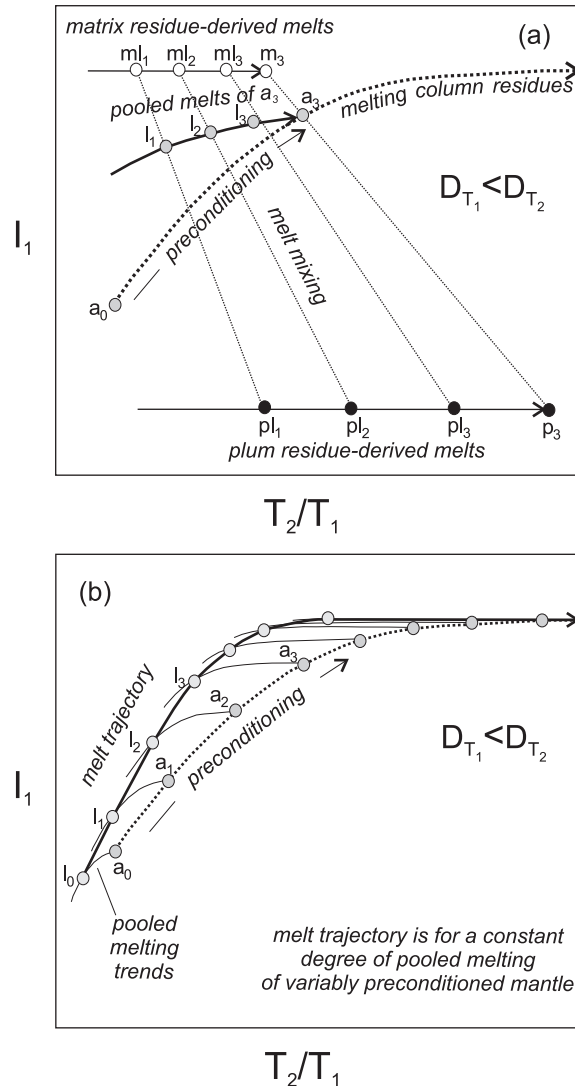 matrix residue-derived melts
(a)
ml1 ml2 ml3 m3
pooled melts of a3
a3
melting column residues
l1 l2 l3
preconditioning
DT1<DT2
I1
melt mixing
a0
pl1 pl2 pl3 p3
plum residue-derived melts
T2/T1
(b)
a3
l3
a2
preconditioning
melt trajectory
l2
DT1<DT2
a1
I1
l1
a0
l0
pooled
melting
trends
melt trajectory is for a constant
degree of pooled melting
of variably preconditioned mantle
T2/T1